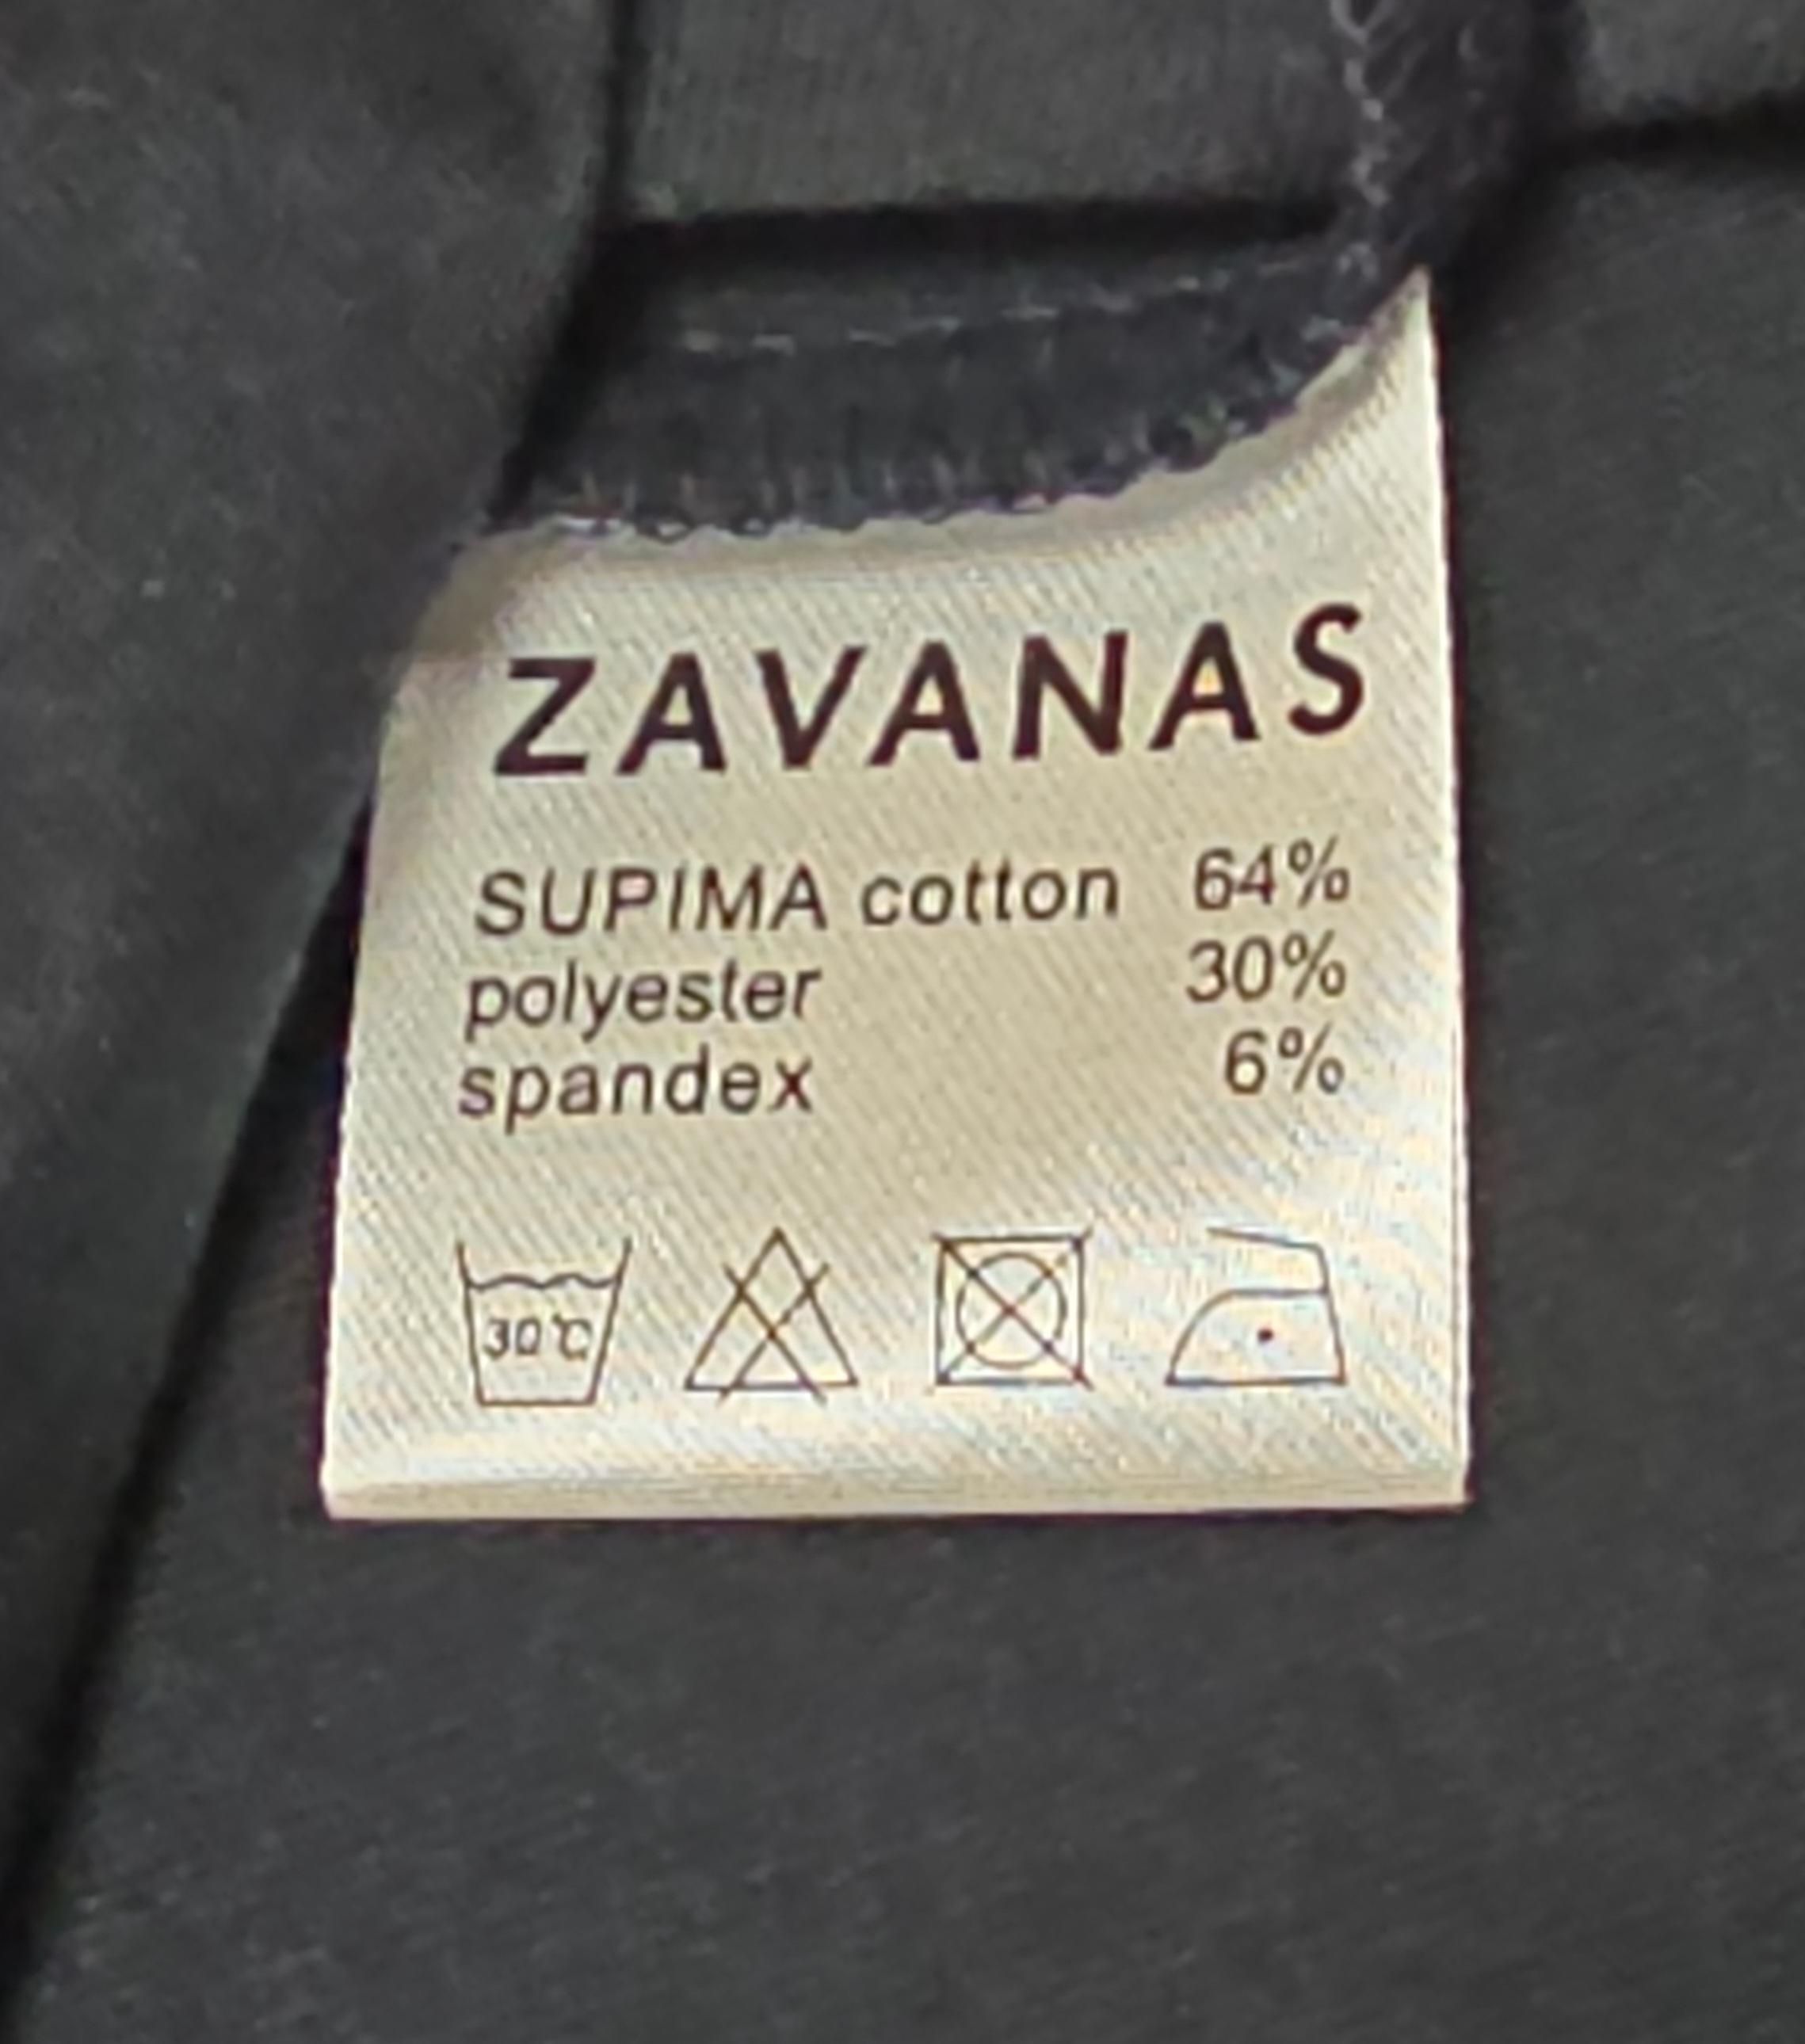 ZAVANAS
SUPIMA cotton 64%
polyester 30%
spandex 6%
30℃